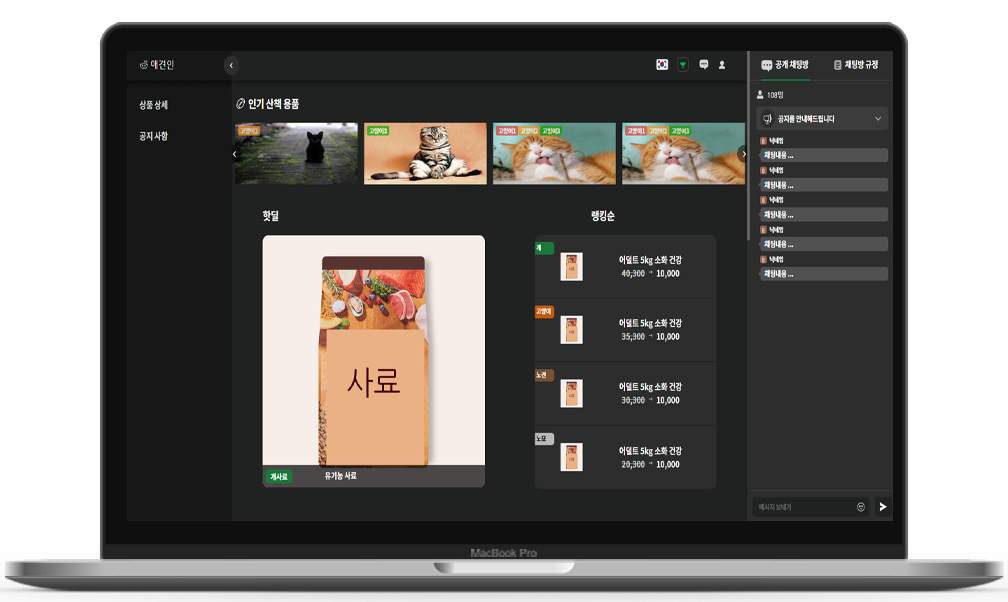 애견인
상품 상세
공지 사항
인기 산책 용품
고양이2
고양이3
고양이1 고양이2 고양이3
고양이1 고양이2 고양이3
핫딜
사료
개사료
유기농 사료
랭킹순
개
어덜트 5kg 소화 건강
40,300 → 10,000
고양이
어덜트 5kg 소화 건강
35,300 → 10,000
노견
어덜트 5kg 소화 건강
30,300 → 10,000
노묘
어덜트 5kg 소화 건강
20,300 → 10,000
공개 채팅방
채팅방 규정
108명
공지를 안내해드립니다
닉네임
채팅내용 ...
닉네임
채팅내용 ...
닉네임
채팅내용 ...
닉네임
채팅내용 ...
닉네임
채팅내용 ...
메시지 보내기
MacBook Pro